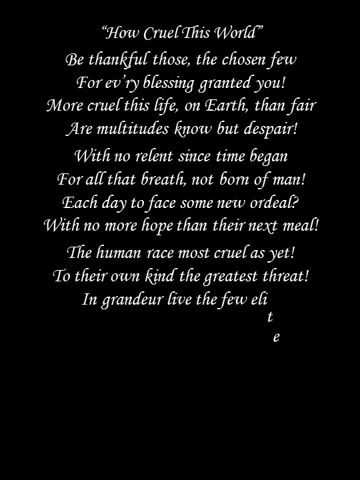 “How Cruel This World”
Be thankful those, the chosen few
For ev’ry blessing granted you!
More cruel this life, on Earth, than fair
Are multitudes know but despair!
With no relent since time began
For all that breath, not born of man!
Each day to face some new ordeal?
With no more hope than their next meal!
The human race most cruel as yet!
To their own kind the greatest threat!
In grandeur live the few eli
t
e